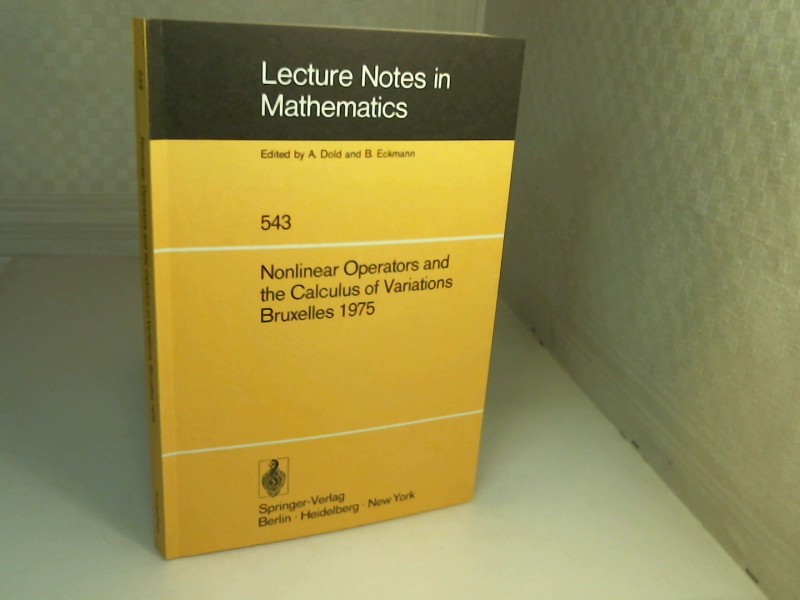 Lecture Notes in
Mathematics
Edited by A. Dold and B. Eckmann
543
Nonlinear Operators and
the Calculus of Variations
Bruxelles 1975
Springer-Verlag
Berlin · Heidelberg · New York
543